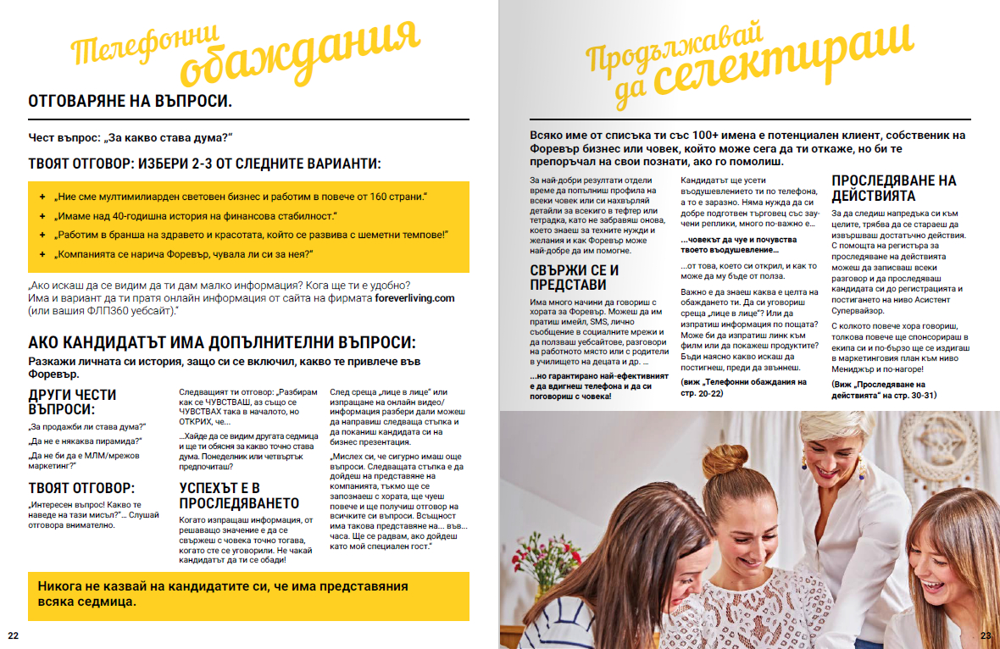 Телефонни
обаждания
ОТГОВАРЯНЕ НА ВЪПРОСИ.
Чест въпрос: „За какво става дума?“
ТВОЯТ ОТГОВОР: ИЗБЕРИ 2-3 ОТ СЛЕДНИТЕ ВАРИАНТИ:
+ „Ние сме мултимилиарден световен бизнес и работим в повече от 160 страни.“
+ „Имаме над 40-годишна история на финансова стабилност.“
+ „Работим в бранша на здравето и красотата, който се развива с шеметни темпове!“
+ „Компанията се нарича Форевър, чувала ли си за нея?“
„Ако искаш да се видим да ти дам малко информация? Кога ще ти е удобно?
Има и вариант да ти пратя онлайн информация от сайта на фирмата foreverliving.com
(или вашия ФЛП360 уебсайт).“
АКО КАНДИДАТЪТ ИМА ДОПЪЛНИТЕЛНИ ВЪПРОСИ:
Разкажи личната си история, защо си се включил, какво те привлече във
Форевър.
ДРУГИ ЧЕСТИ
ВЪПРОСИ:
„За продажби ли става дума?“
„Да не е някаква пирамида?“
„Да не би да е МЛМ/мрежов
маркетинг?“
ТВОЯТ ОТГОВОР:
„Интересен въпрос! Какво те
наведе на тази мисъл?“… Слушай
отговора внимателно.
Следващият ти отговор: „Разбирам
как се ЧУВСТВАШ, аз също се
ЧУВСТВАХ така в началото, но
ОТКРИХ, че...
…Хайде да се видим другата седмица
и ще ти обясня за какво точно става
дума. Понеделник или четвъртък
предпочиташ?
УСПЕХЪТ Е В
ПРОСЛЕДЯВАНЕТО
Когато изпращаш информация, от
решаващо значение е да се
свържеш с човека точно тогава,
когато сте се уговорили. Не чакай
кандидатът да ти се обади!
След среща „лице в лице“ или
изпращане на онлайн видео/
информация разбери дали можеш
да направиш следваща стъпка и
да поканиш кандидата си на
бизнес презентация.
„Мислех си, че сигурно имаш още
въпроси. Следващата стъпка е да
дойдеш на представяне на
компанията, тъкмо ще се
запознаеш с хората, ще чуеш
повече и ще получиш отговор на
всичките си въпроси. Всъщност
има такова представяне на... във...
часа. Ще се радвам, ако дойдеш
като мой специален гост.“
Никога не казвай на кандидатите си, че има представяния
всяка седмица.
22
Продължавай
да селектираш
Всяко име от списъка ти със 100+ имена е потенциален клиент, собственик на
Форевър бизнес или човек, който може сега да ти откаже, но би те
препоръчал на свои познати, ако го помолиш.
За най-добри резултати отдели
време да попълниш профила на
всеки човек или си нахвърляй
детайли за всекиго в тефтер или
тетрадка, като не забравяш онова,
което знаеш за техните нужди и
желания и как Форевър може
най-добре да им помогне.
СВЪРЖИ СЕ И
ПРЕДСТАВИ
Има много начини да говориш с
хората за Форевър. Можеш да им
пратиш имейл, SMS, лично
съобщение в социалните мрежи и
да ползваш уебсайтове, разговори
на работното място или с родители
в училището на децата и др. …
...но гарантирано най-ефективният
е да вдигнеш телефона и да си
поговориш с човека!
Кандидатът ще усети
въодушевлението ти по телефона,
а то е заразно. Няма нужда да си
добре подготвен търговец със зау-
чени реплики, много по-важно е…
...човекът да чуе и почувства
твоето въодушевление…
...от това, което си открил, и как то
може да му бъде от полза.
Важно е да знаеш каква е целта на
обаждането ти. Да си уговориш
среща „лице в лице“? Или да
изпратиш информация по пощата?
Може би да изпратиш линк към
филм или да покажеш продуктите?
Бъди наясно какво искаш да
постигнеш, преди да звъннеш.
(виж „Телефонни обаждания на
стр. 20-22)
ПРОСЛЕДЯВАНЕ НА
ДЕЙСТВИЯТА
За да следиш напредъка си към
целите, трябва да се стараеш да
извършваш достатъчно действия.
С помощта на регистъра за
проследяване на действията
можеш да записваш всеки
разговор и да проследяваш
кандидата си до регистрацията и
постигането на ниво Асистент
Супервайзор.
С колкото повече хора говориш,
толкова повече ще спонсорираш в
екипа си и по-бързо ще се издигаш
в маркетинговия план към ниво
Мениджър и по-нагоре!
(Виж „Проследяване на
действията“ на стр. 30-31)
23